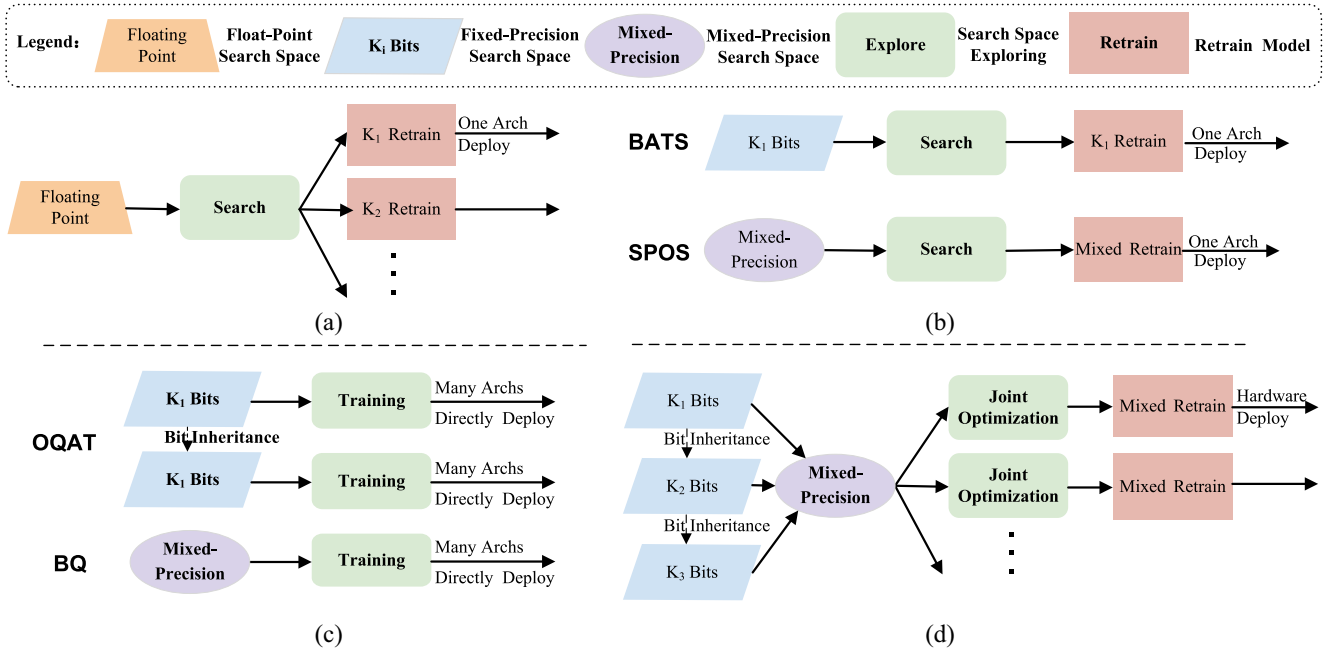 Legend:
Floating
Point
Float-Point
Search Space
Ki Bits
Fixed-Precision
Search Space
Mixed-
Precision
Mixed-Precision
Search Space
Explore
Search Space
Exploring
Retrain
Retrain Model
Floating
Point
Search
K1 Retrain
One Arch
Deploy
K2 Retrain
(a)
BATS
K1 Bits
Search
K1 Retrain
One Arch
Deploy
SPOS
Mixed-
Precision
Search
Mixed Retrain
One Arch
Deploy
(b)
OQAT
K1 Bits
Training
Many Archs
Directly Deploy
Bit Inheritance
K1 Bits
Training
Many Archs
Directly Deploy
BQ
Mixed-
Precision
Training
Many Archs
Directly Deploy
(c)
K1 Bits
Bit Inheritance
K2 Bits
Bit Inheritance
K3 Bits
Mixed-
Precision
Joint
Optimization
Mixed Retrain
Hardware
Deploy
Joint
Optimization
Mixed Retrain
(d)